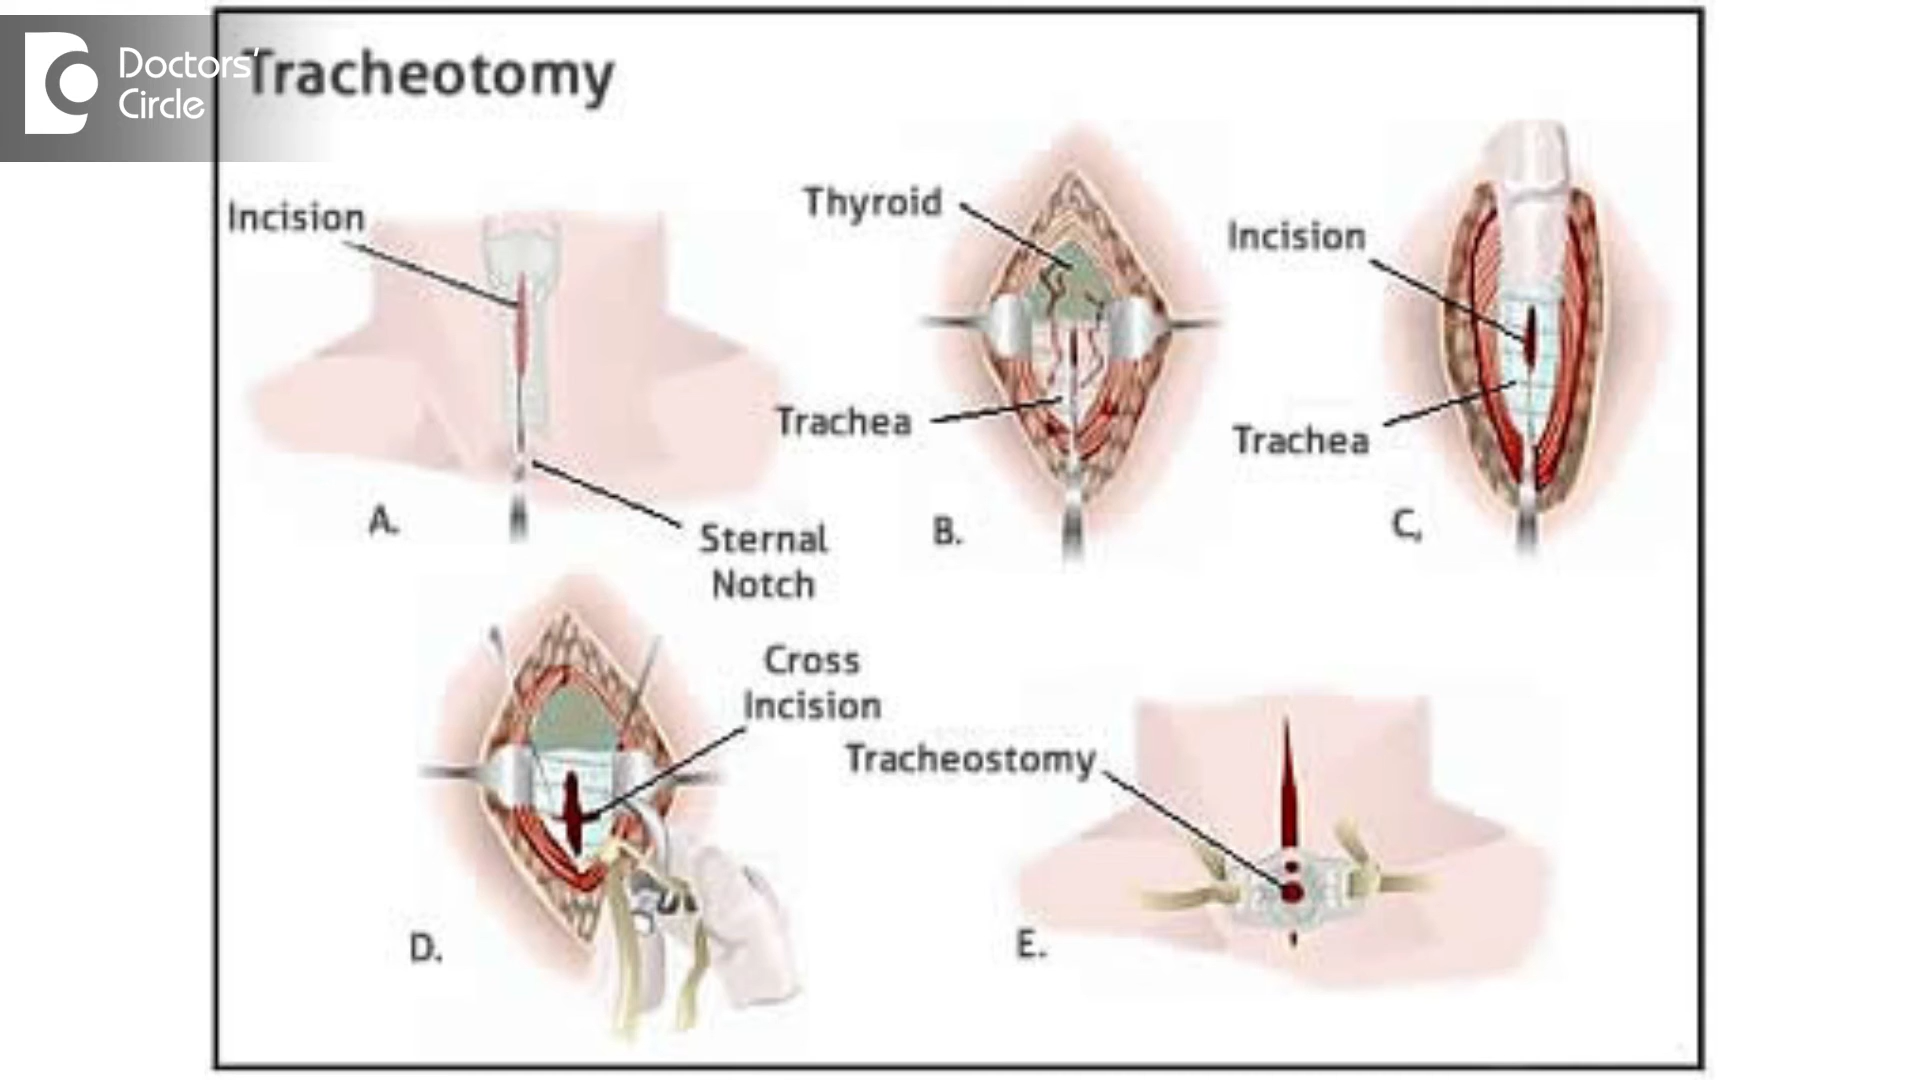 Doctors'
Circle
Tracheotomy
Incision
Sternal
Notch
A.
Thyroid
Trachea
B.
Incision
Trachea
C,
Cross
Incision
D.
Tracheostomy
E.